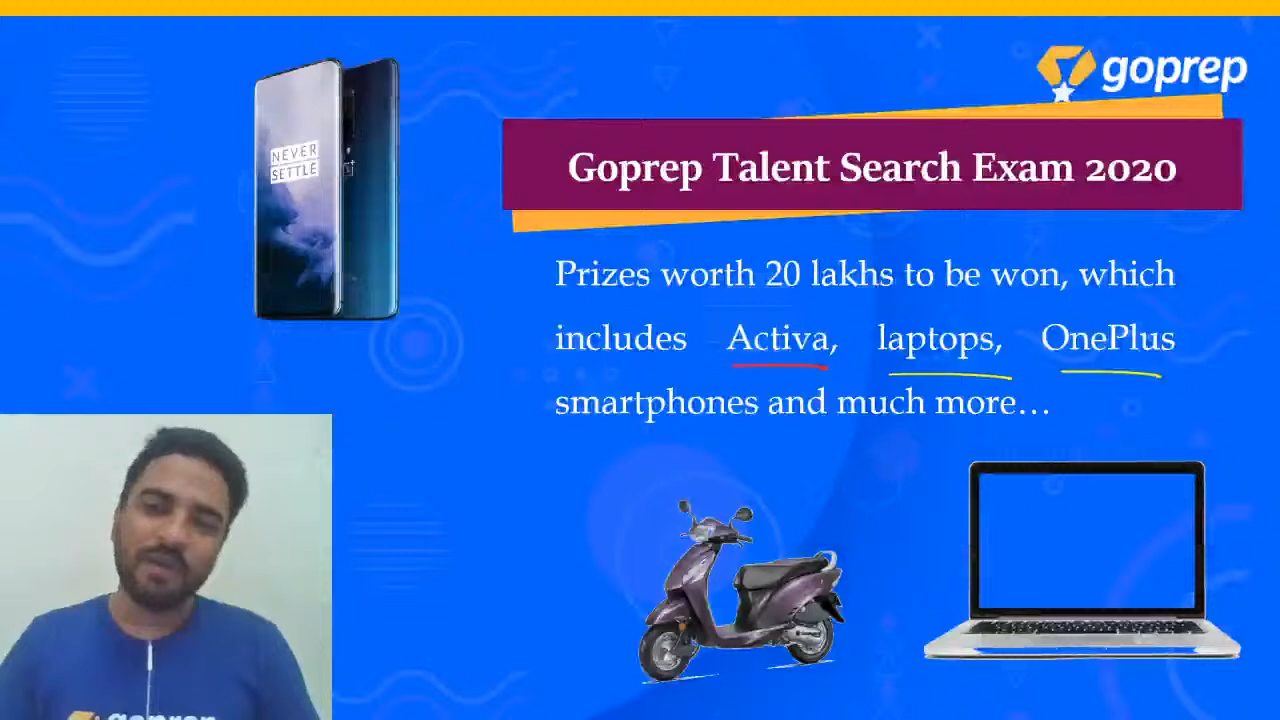 goprep
Goprep Talent Search Exam 2020
NEVER
SETTLE
Prizes worth 20 lakhs to be won, which
includes Activa, laptops, OnePlus
smartphones and much more…
goprep